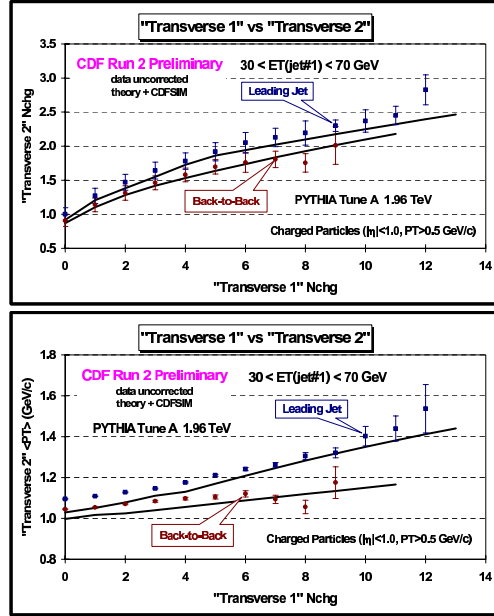 "Transverse 1" vs "Transverse 2"
3.0
2.5
2.0
1.5
1.0
0.5
"Transverse 2" Nchg
CDF Run 2 Preliminary
data uncorrected
theory + CDFSIM
30 < ET(jet#1) < 70 GeV
Leading Jet
Back-to-Back
PYTHIA Tune A 1.96 TeV
Charged Particles (|η|<1.0, PT>0.5 GeV/c)
0 2 4 6 8 10 12 14
"Transverse 1" Nchg
"Transverse 1" vs "Transverse 2"
1.8
1.6
1.4
1.2
1.0
0.8
"Transverse 2" <PT> (GeV/c)
CDF Run 2 Preliminary
data uncorrected
theory + CDFSIM
30 < ET(jet#1) < 70 GeV
PYTHIA Tune A 1.96 TeV
Leading Jet
Back-to-Back
Charged Particles (|η|<1.0, PT>0.5 GeV/c)
0 2 4 6 8 10 12 14
"Transverse 1" Nchg